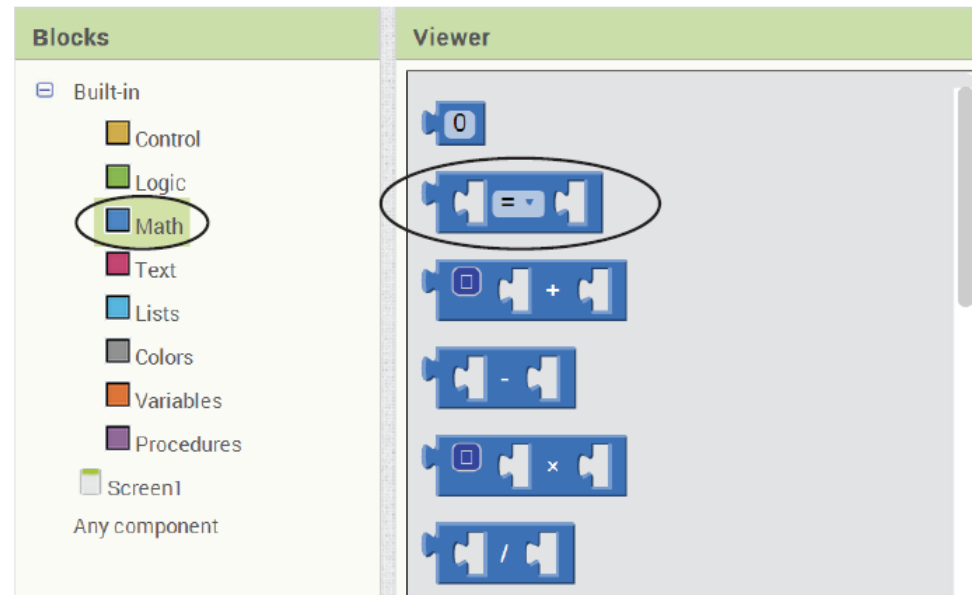 Blocks
Built-in
Control
Logic
Math
Text
Lists
Colors
Variables
Procedures
Screen1
Any component
Viewer
0
=
+
-
×
/